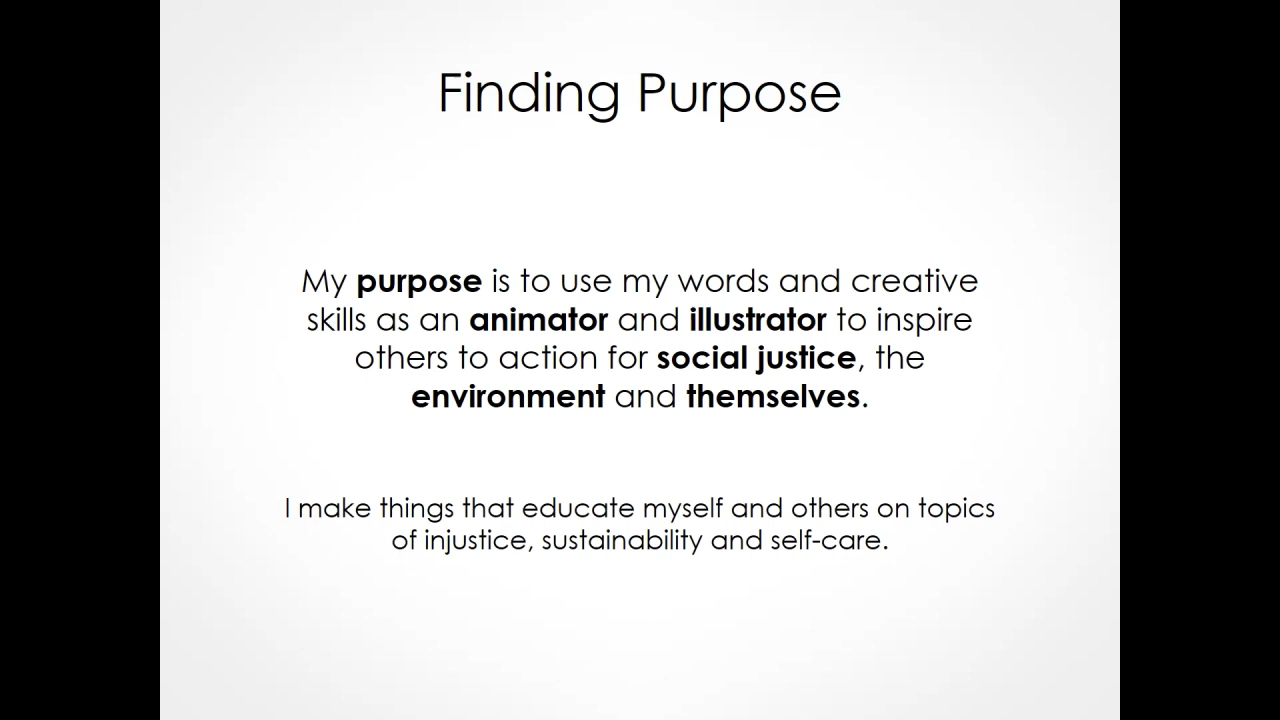 Finding Purpose
My purpose is to use my words and creative
skills as an animator and illustrator to inspire
others to action for social justice, the
environment and themselves.
I make things that educate myself and others on topics
of injustice, sustainability and self-care.